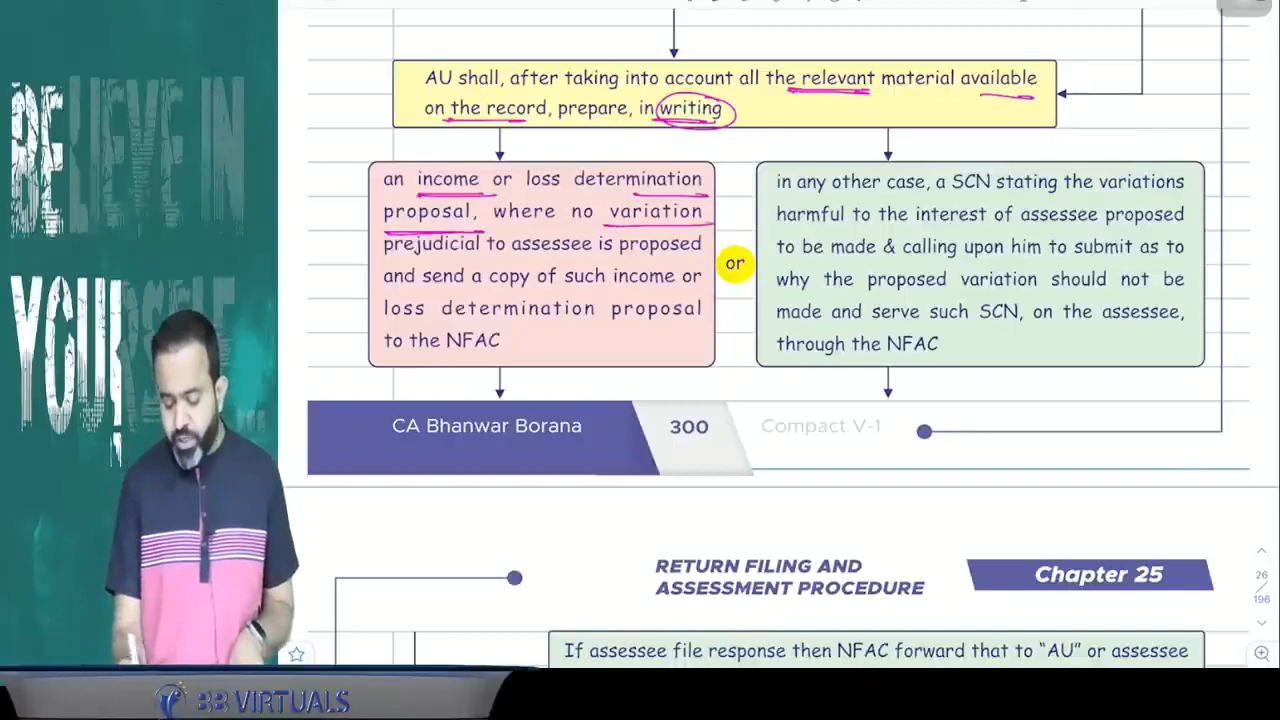 BELIEVE IN
YOURSELF
AU shall, after taking into account all the relevant material available
on the record, prepare, in writing
an income or loss determination
proposal, where no variation
prejudicial to assessee is proposed
and send a copy of such income or
loss determination proposal
to the NFAC
or
in any other case, a SCN stating the variations
harmful to the interest of assessee proposed
to be made & calling upon him to submit as to
why the proposed variation should not be
made and serve such SCN, on the assessee,
through the NFAC
CA Bhanwar Borana
300
Compact V-1
RETURN FILING AND
ASSESSMENT PROCEDURE
Chapter 25
26
196
If assessee file response then NFAC forward that to “AU” or assessee
BB VIRTUALS